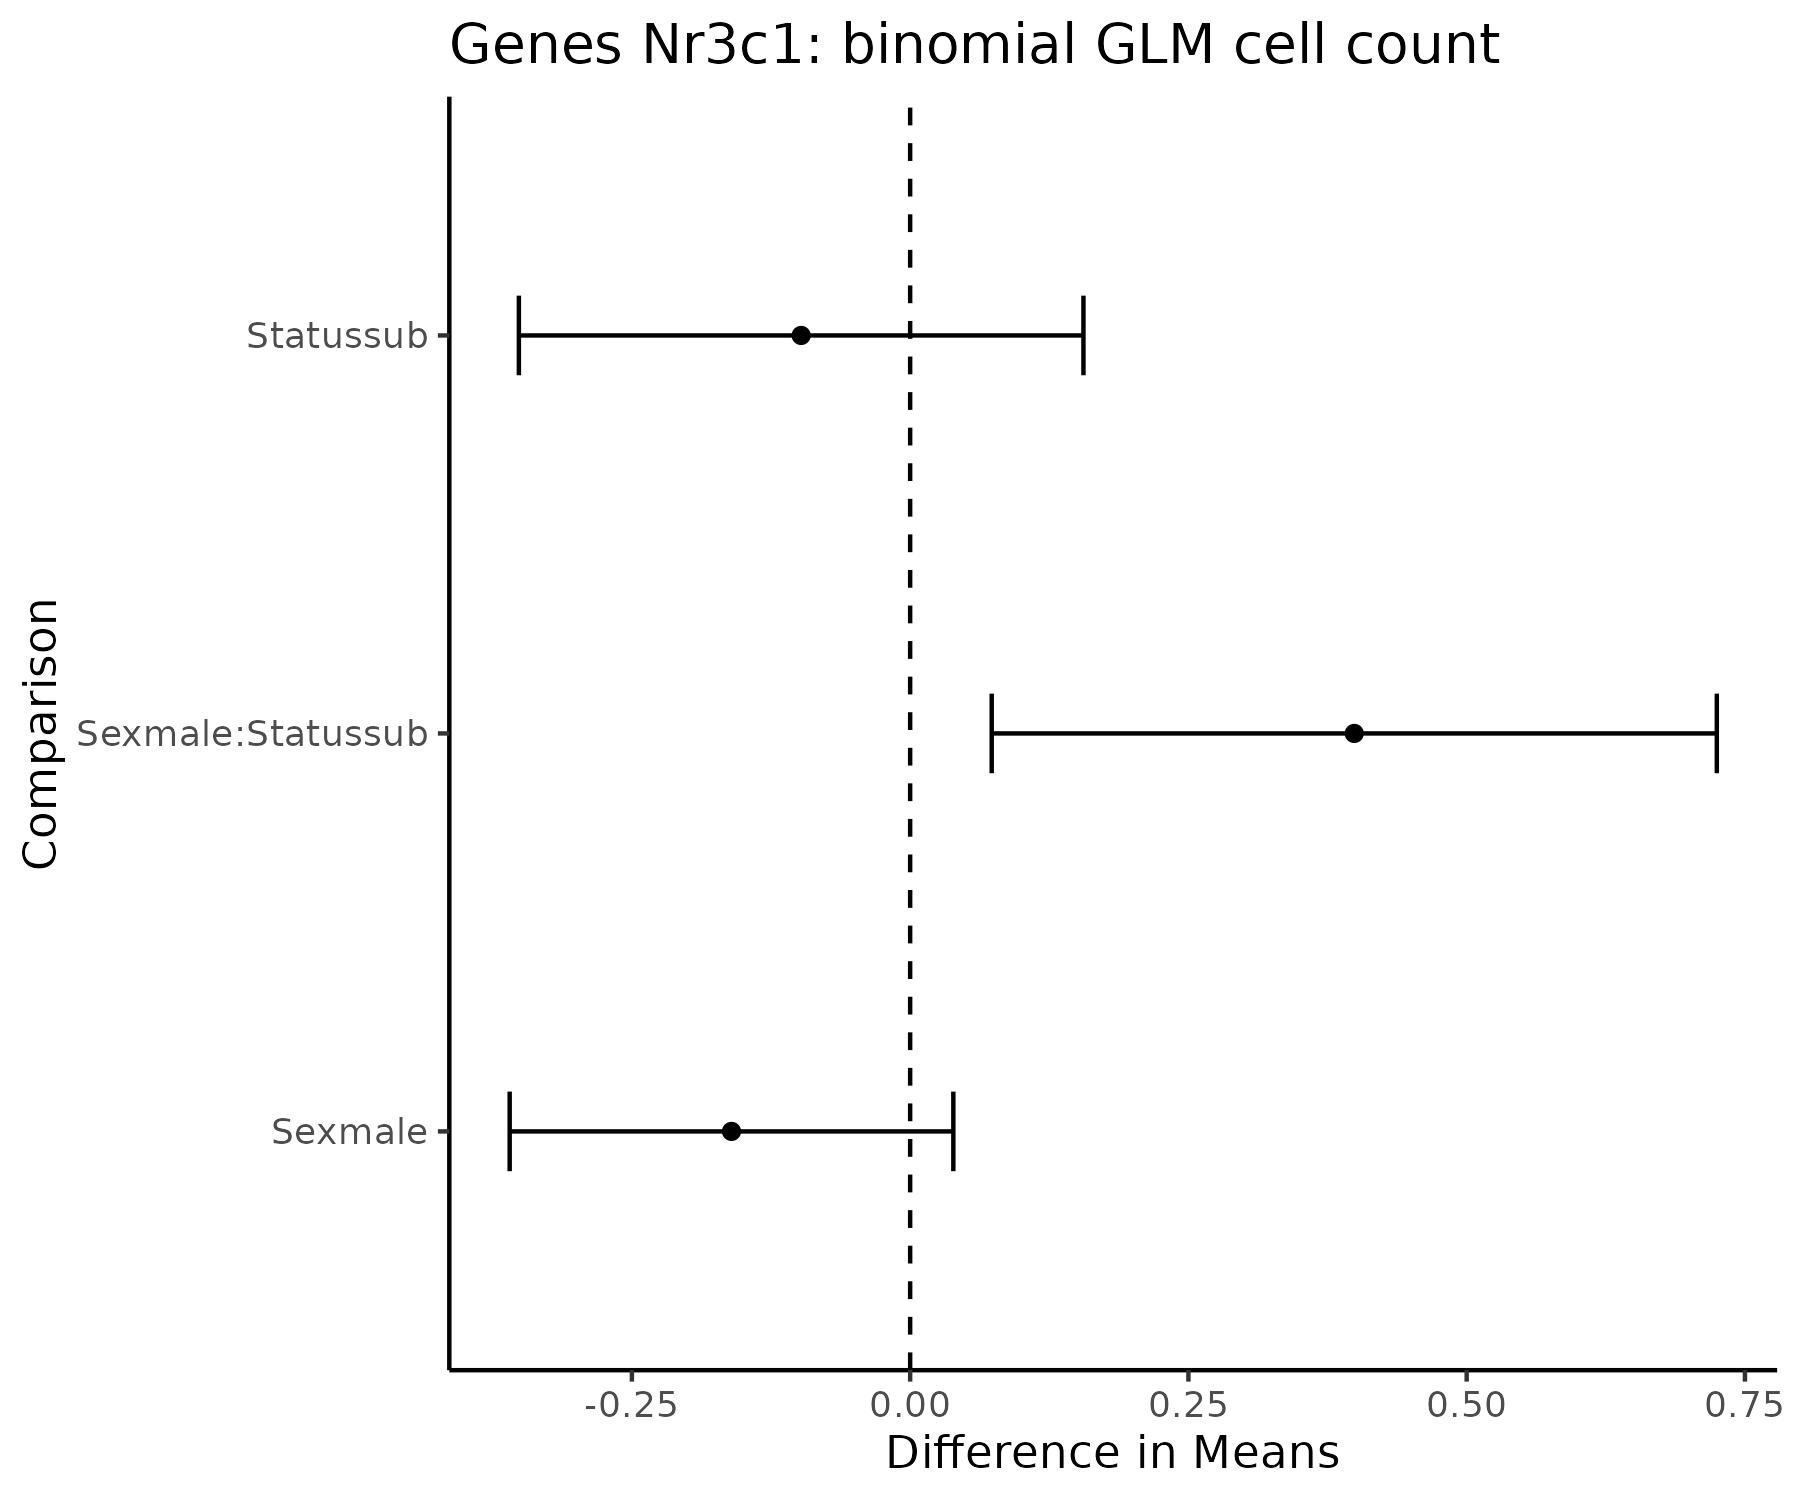 Genes Nr3c1: binomial GLM cell count
Comparison
Statussub
Sexmale:Statussub
Sexmale
-0.25 0.00 0.25 0.50 0.75
Difference in Means